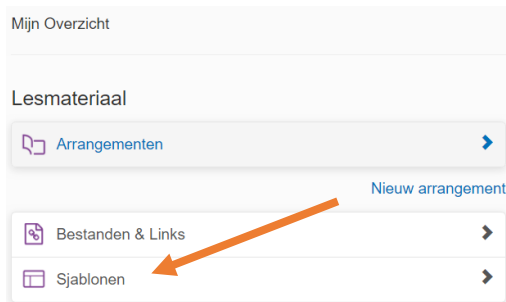 Mijn Overzicht
Lesmateriaal
Arrangementen
Nieuw arrangement
Bestanden & Links
Sjablonen